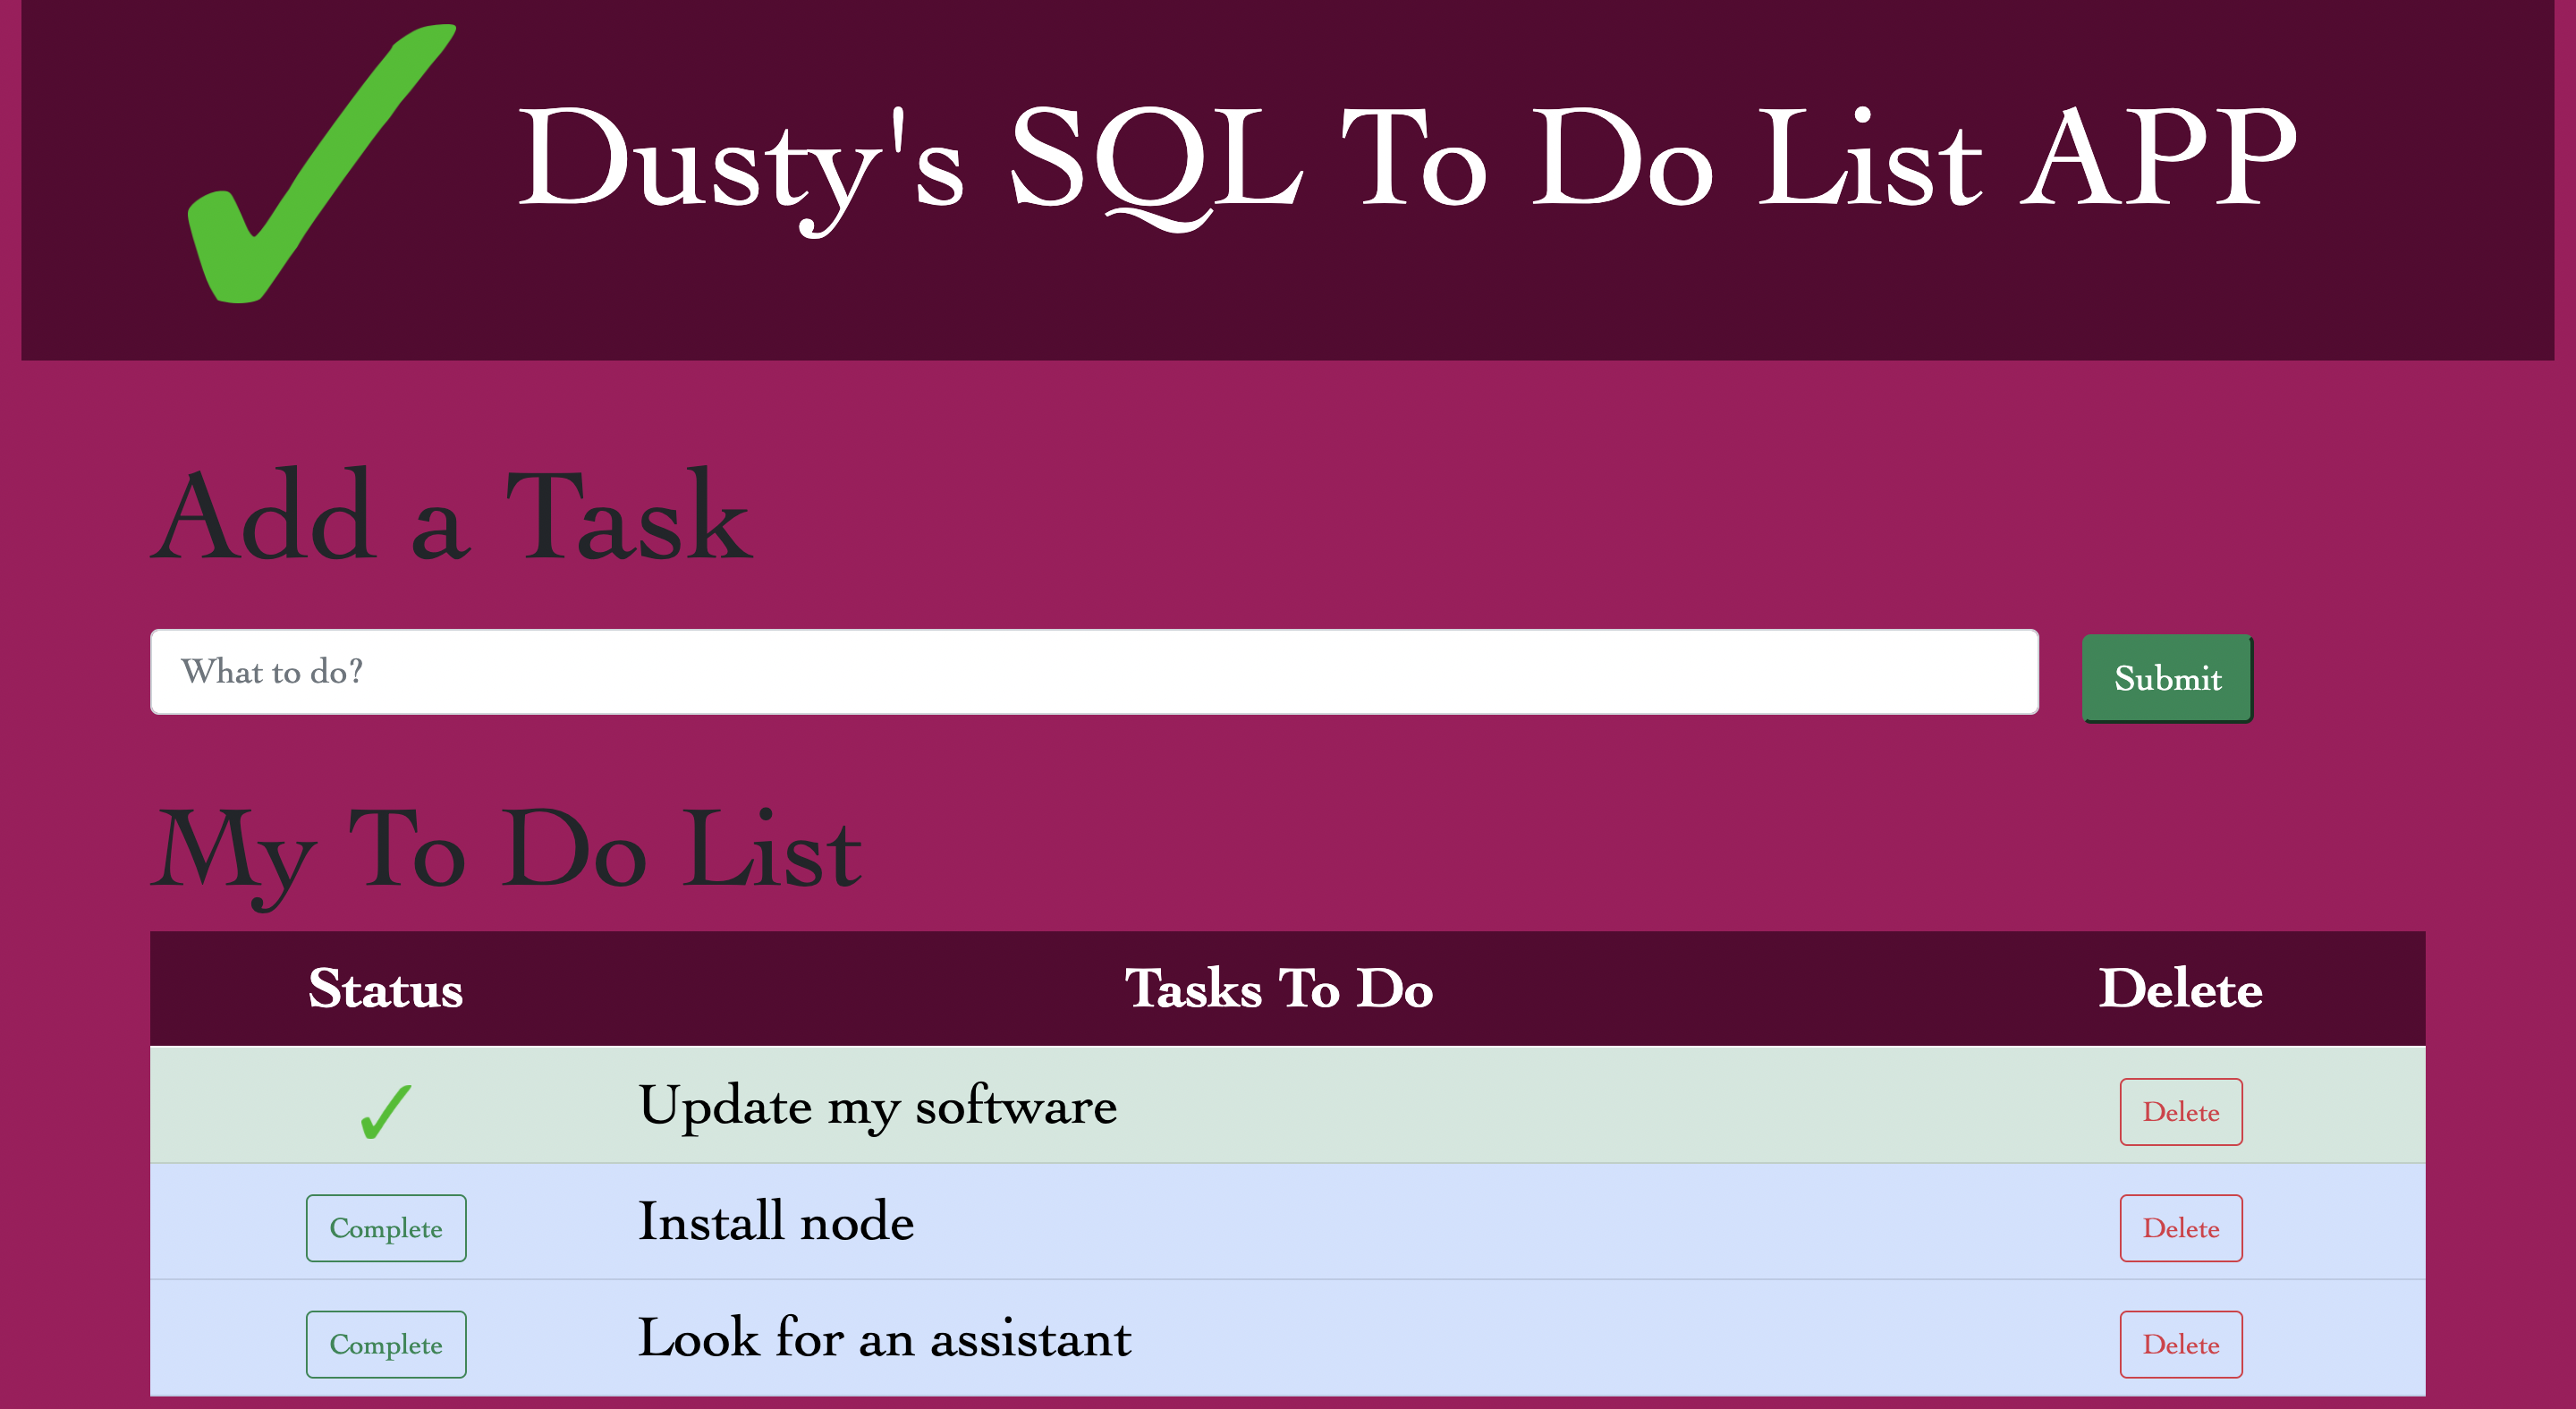 Dusty's SQL To Do List APP
Add a Task
What to do?
Submit
My To Do List
Status Tasks To Do Delete
Update my software Delete
Complete Install node Delete
Complete Look for an assistant Delete